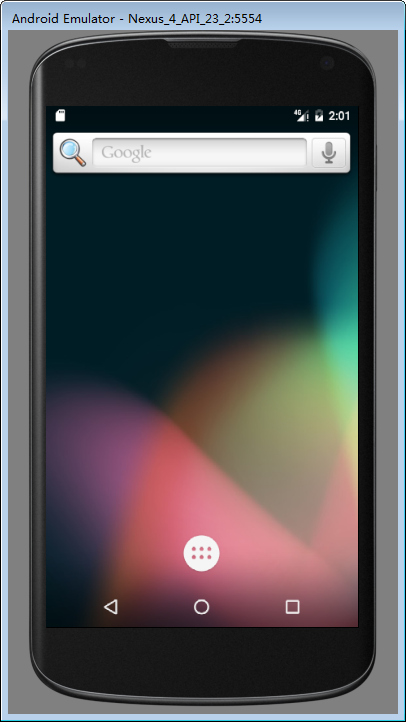 Android Emulator - Nexus_4_API_23_2:5554
4G 2:01
Google